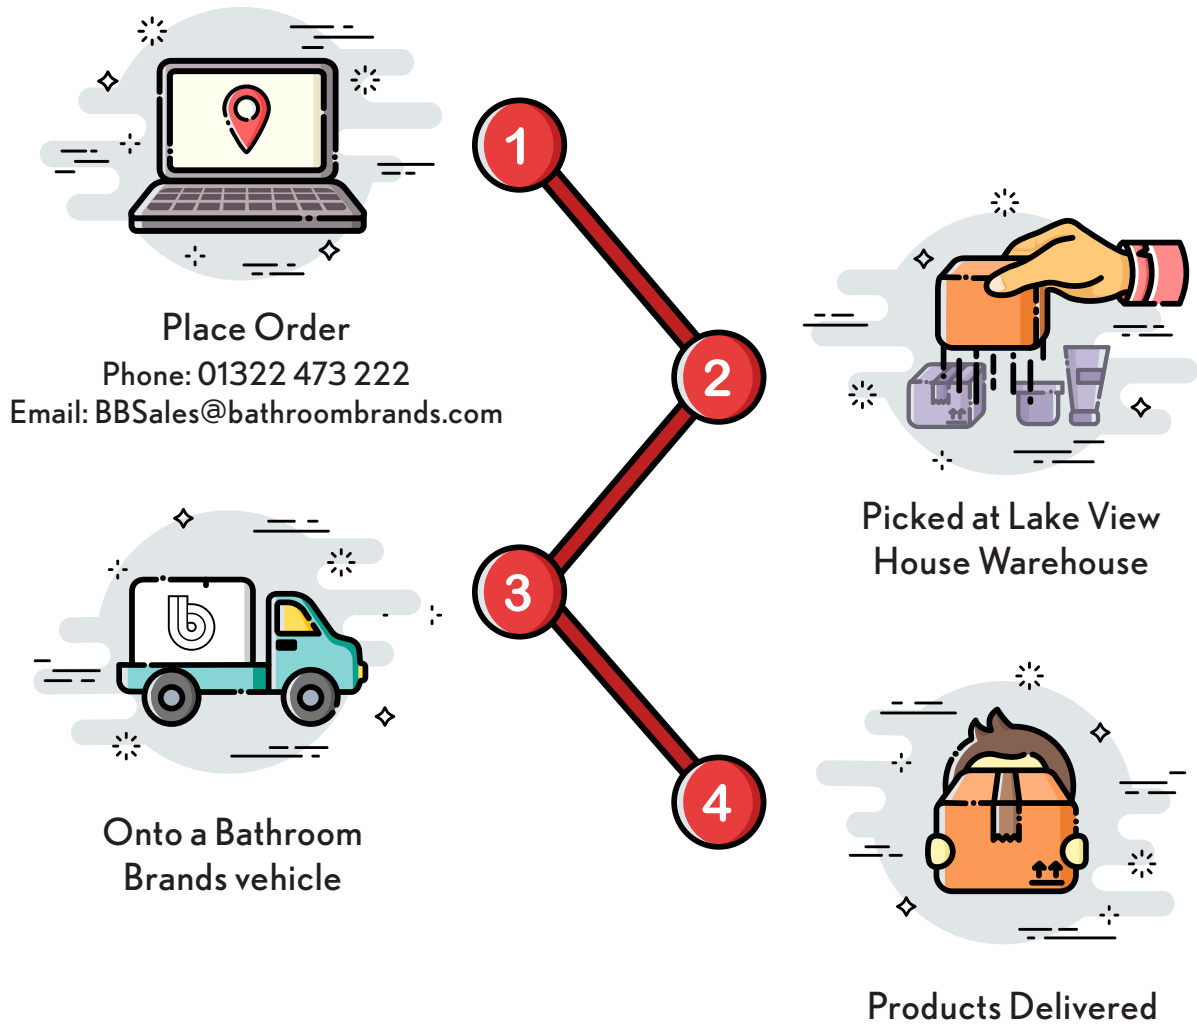 1
Place Order
Phone: 01322 473 222
Email: BBSales@bathroombrands.com
2
Picked at Lake View
House Warehouse
3
b
Onto a Bathroom
Brands vehicle
4
Products Delivered